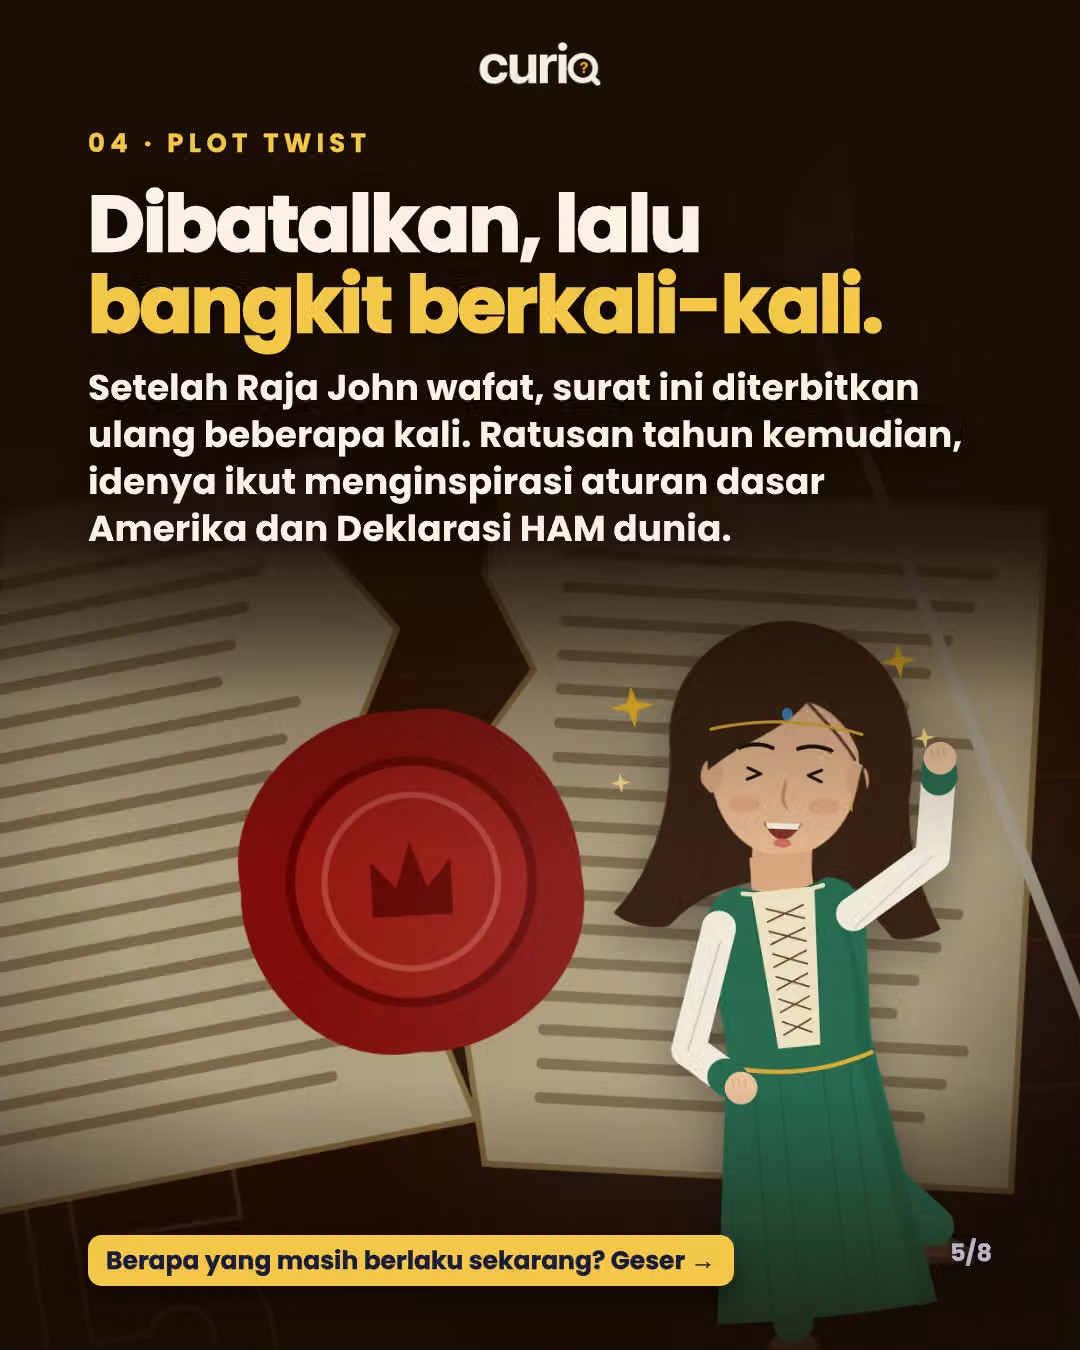 curio
04 · PLOT TWIST
Dibatalkan, lalu
bangkit berkali-kali.
Setelah Raja John wafat, surat ini diterbitkan
ulang beberapa kali. Ratusan tahun kemudian,
idenya ikut menginspirasi aturan dasar
Amerika dan Deklarasi HAM dunia.
Berapa yang masih berlaku sekarang? Geser →
5/8